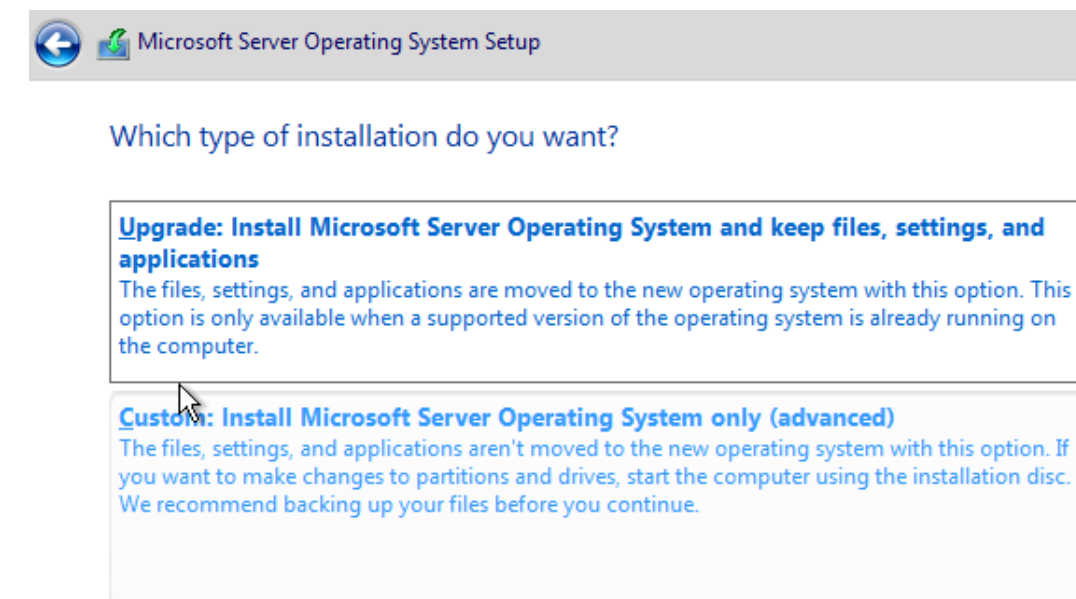 Microsoft Server Operating System Setup
Which type of installation do you want?
Upgrade: Install Microsoft Server Operating System and keep files, settings, and
applications
The files, settings, and applications are moved to the new operating system with this option. This
option is only available when a supported version of the operating system is already running on
the computer.
Custom: Install Microsoft Server Operating System only (advanced)
The files, settings, and applications aren't moved to the new operating system with this option. If
you want to make changes to partitions and drives, start the computer using the installation disc.
We recommend backing up your files before you continue.